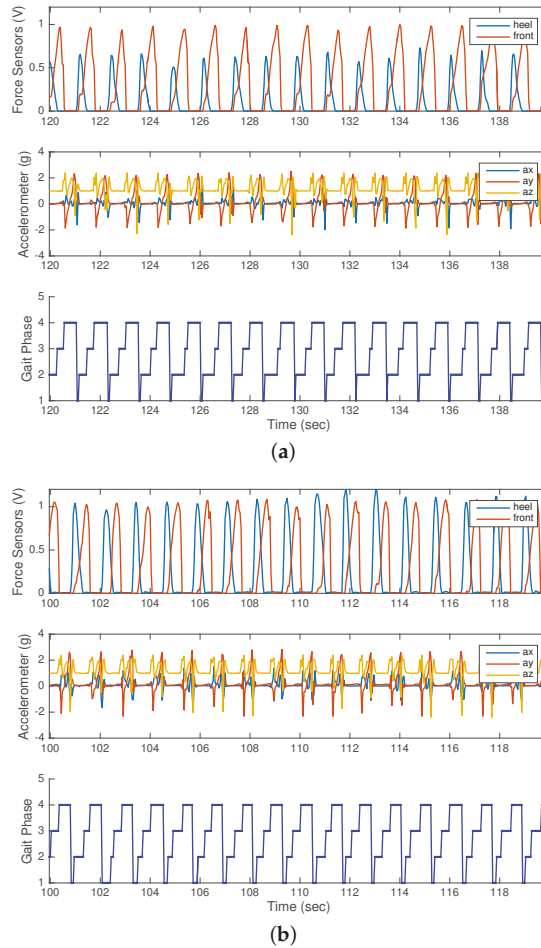 Force Sensors (V)
1
0.5
0
heel
front
120 122 124 126 128 130 132 134 136 138
Accelerometer (g)
4
2
0
-2
-4
ax
ay
az
120 122 124 126 128 130 132 134 136 138
Gait Phase
5
4
3
2
1
120 122 124 126 128 130 132 134 136 138
Time (sec)
(a)
Force Sensors (V)
1
0.5
0
heel
front
100 102 104 106 108 110 112 114 116 118
Accelerometer (g)
4
2
0
-2
-4
ax
ay
az
100 102 104 106 108 110 112 114 116 118
Gait Phase
5
4
3
2
1
100 102 104 106 108 110 112 114 116 118
Time (sec)
(b)